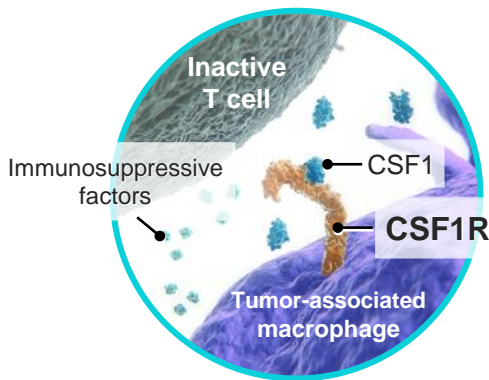 Inactive
T cell
Immunosuppressive
factors
CSF1
CSF1R
Tumor-associated
macrophage